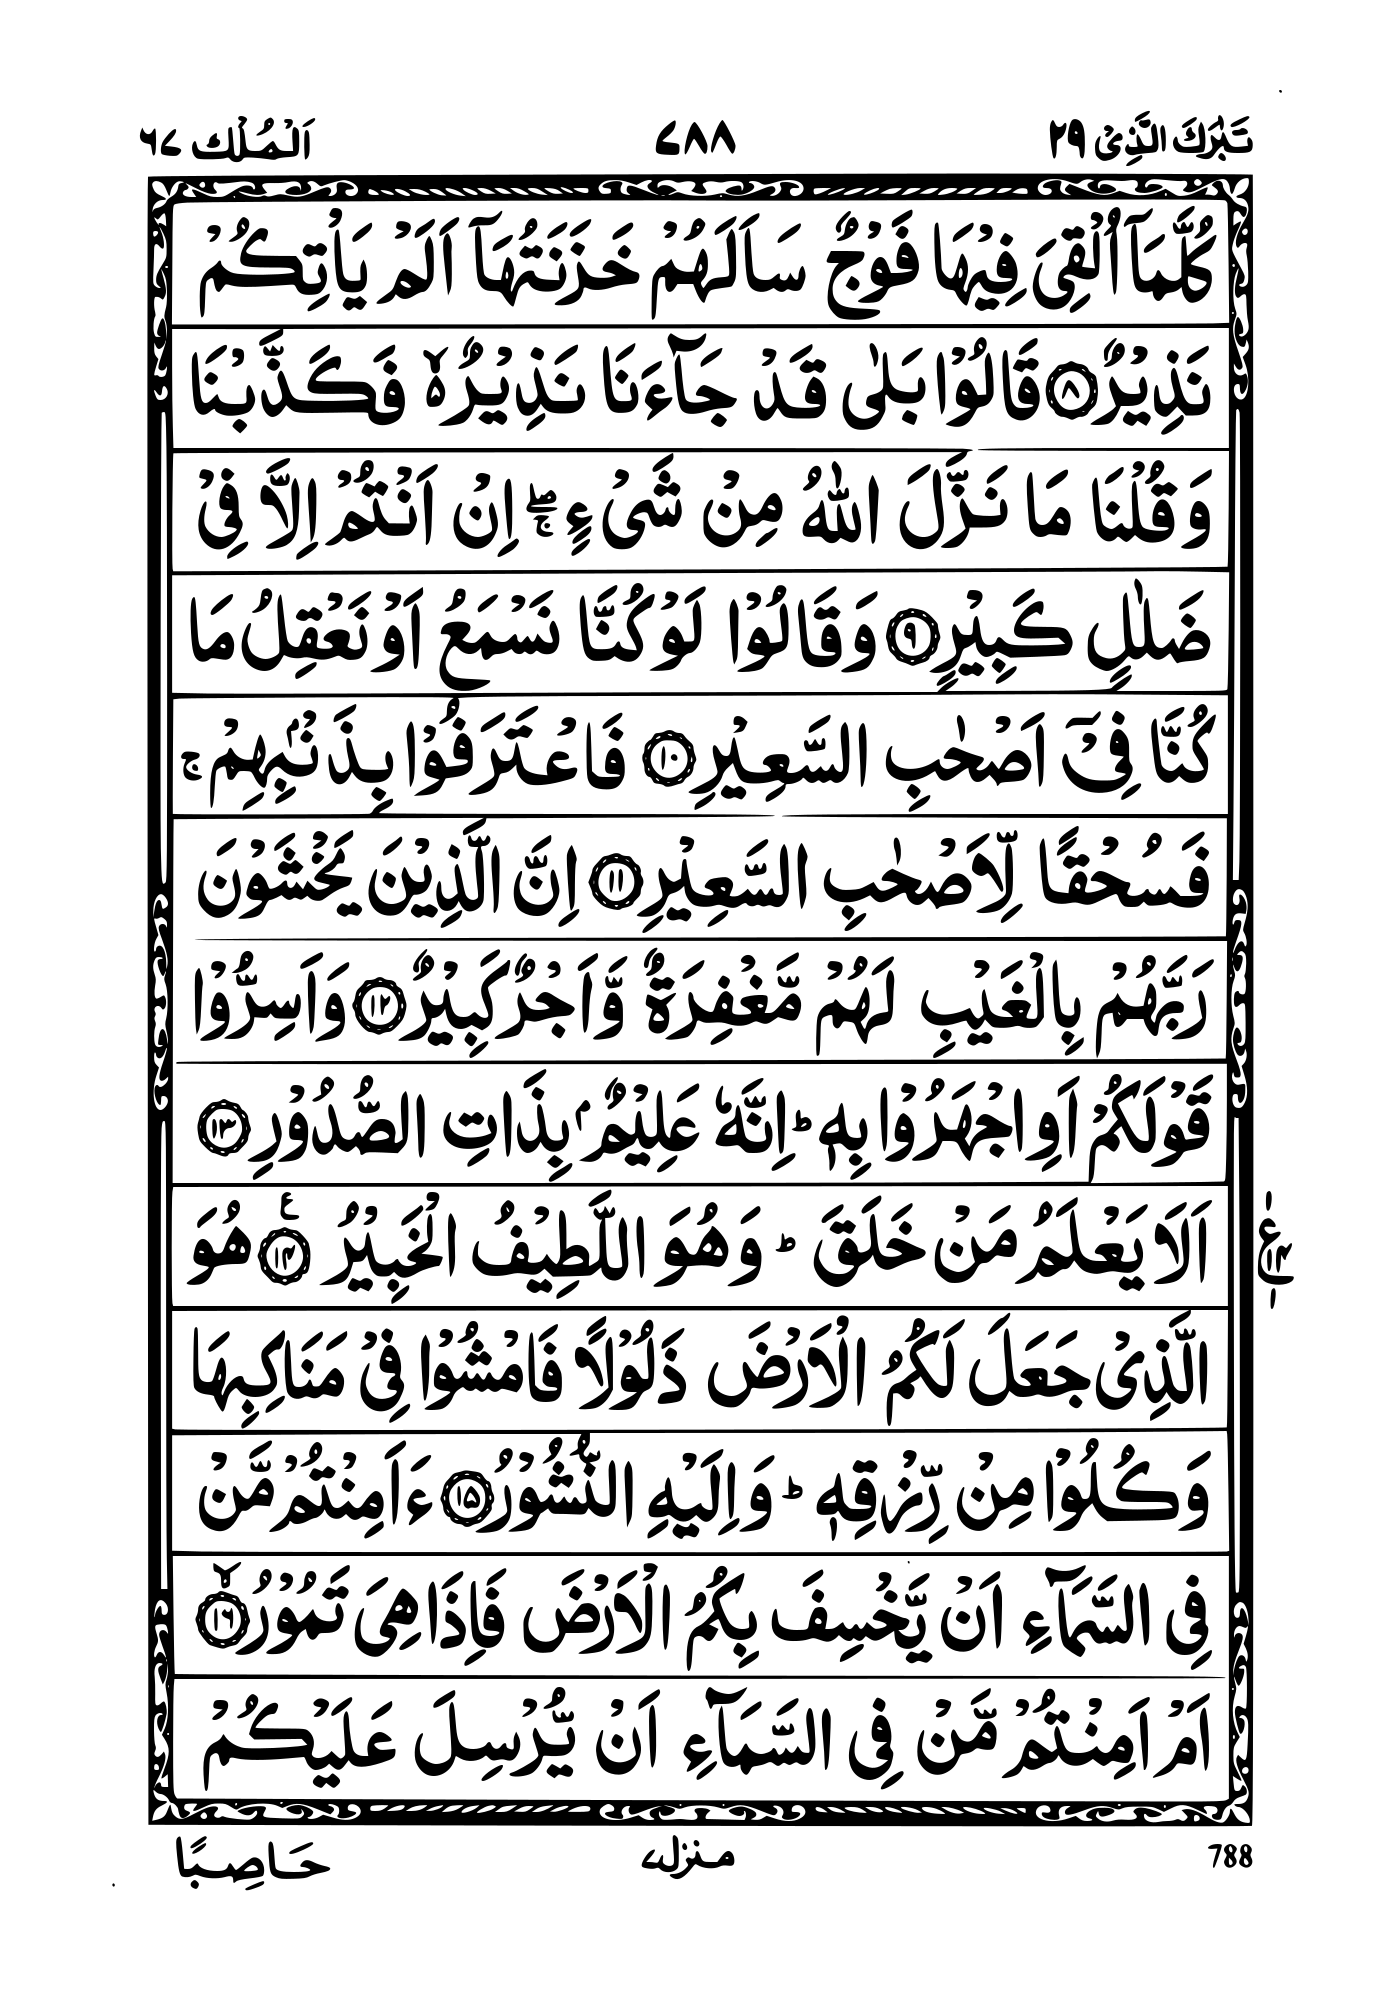 تَبٰرَكَ الَّذِىْ ٢٩
٧٨٨
اَلْمُلْك ٦٧
كُلَّمَآ اُلْقِىَ فِيْهَا فَوْجٌ سَاَلَهُمْ خَزَنَتُهَآ اَلَمْ يَاْتِكُمْ
نَذِيْرٌ ﴿٨﴾ قَالُوْا بَلٰى قَدْ جَآءَنَا نَذِيْرٌ ۙ۬ فَكَذَّبْنَا
وَ قُلْنَا مَا نَزَّلَ اللّٰهُ مِنْ شَىْءٍ ۖۚ اِنْ اَنْتُمْ اِلَّا فِىْ
ضَلٰلٍ كَبِيْرٍ ﴿٩﴾ وَ قَالُوْا لَوْ كُنَّا نَسْمَعُ اَوْ نَعْقِلُ مَا
كُنَّا فِىْٓ اَصْحٰبِ السَّعِيْرِ ﴿١٠﴾ فَاعْتَرَفُوْا بِذَنْۢبِهِمْ ۚ
فَسُحْقًا لِّاَصْحٰبِ السَّعِيْرِ ﴿١١﴾ اِنَّ الَّذِيْنَ يَخْشَوْنَ
رَبَّهُمْ بِالْغَيْبِ لَهُمْ مَّغْفِرَةٌ وَّ اَجْرٌ كَبِيْرٌ ﴿١٢﴾ وَ اَسِرُّوْا
قَوْلَكُمْ اَوِ اجْهَرُوْا بِهٖ ؕ اِنَّهٗ عَلِيْمٌۢ بِذَاتِ الصُّدُوْرِ ﴿١٣﴾
اَلَا يَعْلَمُ مَنْ خَلَقَ ؕ وَ هُوَ اللَّطِيْفُ الْخَبِيْرُ ﴿١٤﴾ ع هُوَ
الَّذِىْ جَعَلَ لَكُمُ الْاَرْضَ ذَلُوْلًا فَامْشُوْا فِىْ مَنَاكِبِهَا
وَ كُلُوْا مِنْ رِّزْقِهٖ ؕ وَ اِلَيْهِ النُّشُوْرُ ﴿١٥﴾ ءَاَمِنْتُمْ مَّنْ
فِى السَّمَآءِ اَنْ يَّخْسِفَ بِكُمُ الْاَرْضَ فَاِذَا هِىَ تَمُوْرُ ۙ﴿١٦﴾
اَمْ اَمِنْتُمْ مَّنْ فِى السَّمَآءِ اَنْ يُّرْسِلَ عَلَيْكُمْ
788
منزل ٧
حَاصِبًا